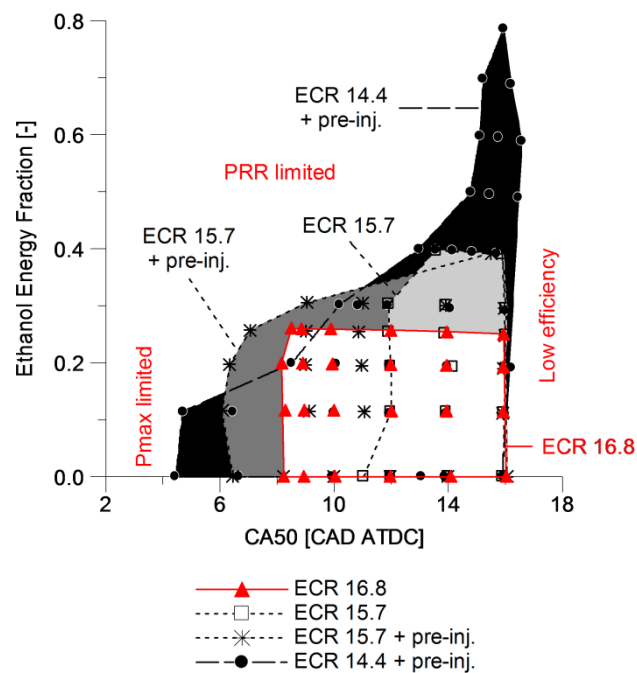 0.8
0.6
0.4
0.2
0.0
Ethanol Energy Fraction [-]
ECR 14.4
+ pre-inj.
PRR limited
ECR 15.7
ECR 15.7
+ pre-inj.
Pmax limited
Low efficiency
ECR 16.8
2 6 10 14 18
CA50 [CAD ATDC]
ECR 16.8
ECR 15.7
ECR 15.7 + pre-inj.
ECR 14.4 + pre-inj.